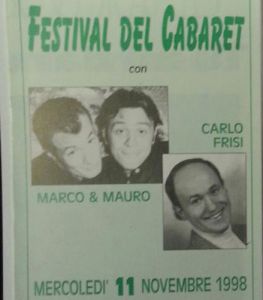 FESTIVAL DEL CABARET
con
CARLO
FRISI
MARCO & MAURO
MERCOLEDI' 11 NOVEMBRE 1998